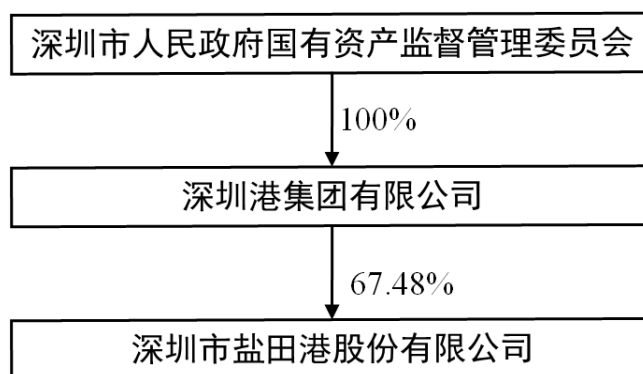 深圳市人民政府国有资产监督管理委员会
100%
深圳港集团有限公司
67.48%
深圳市盐田港股份有限公司